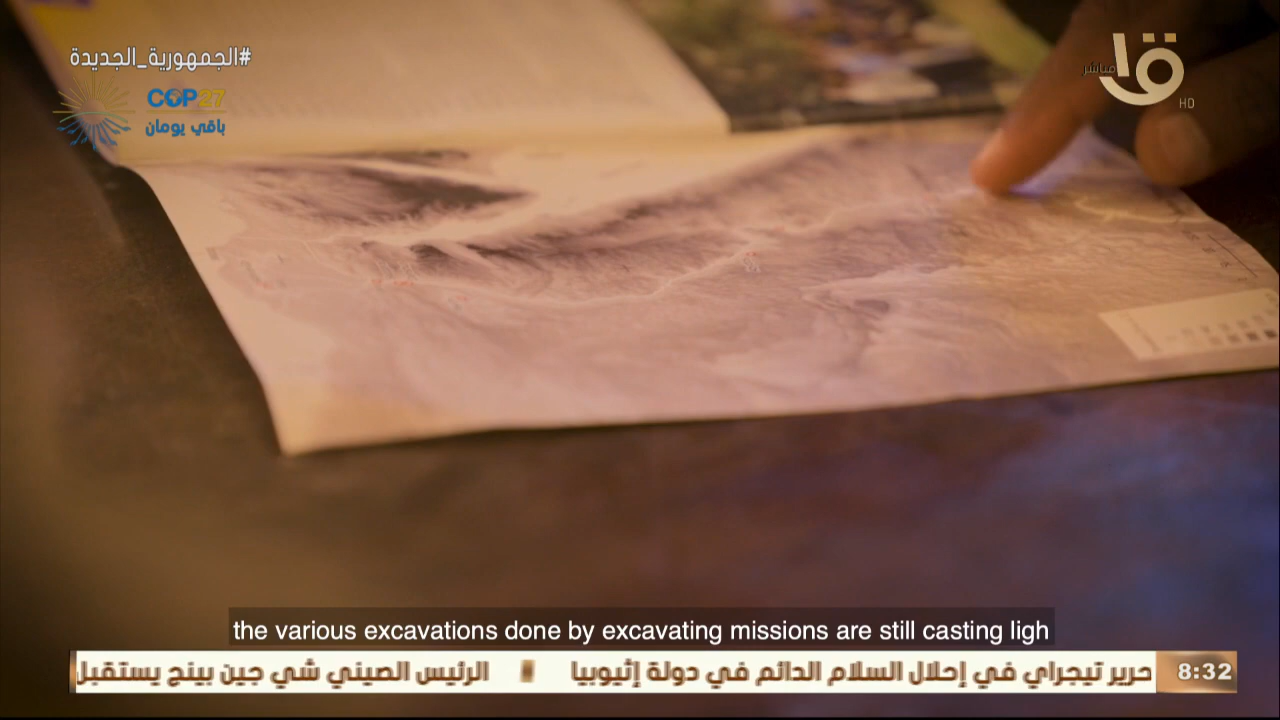 #الجمهورية_الجديدة
COP27
باقي يومان
مباشر
HD
the various excavations done by excavating missions are still casting ligh
حرير تيجراي في إحلال السلام الدائم في دولة إثيوبيا
الرئيس الصيني شي جين بينج يستقبل
8:32